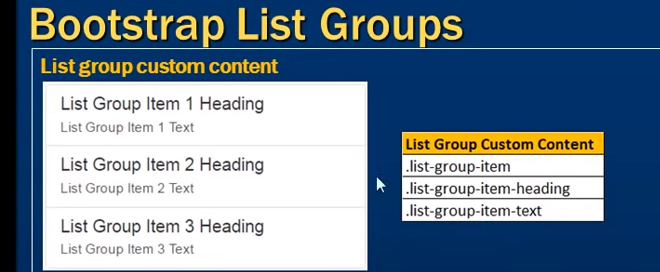 Bootstrap List Groups
List group custom content
List Group Item 1 Heading
List Group Item 1 Text
List Group Item 2 Heading
List Group Item 2 Text
List Group Item 3 Heading
List Group Item 3 Text
List Group Custom Content
.list-group-item
.list-group-item-heading
.list-group-item-text